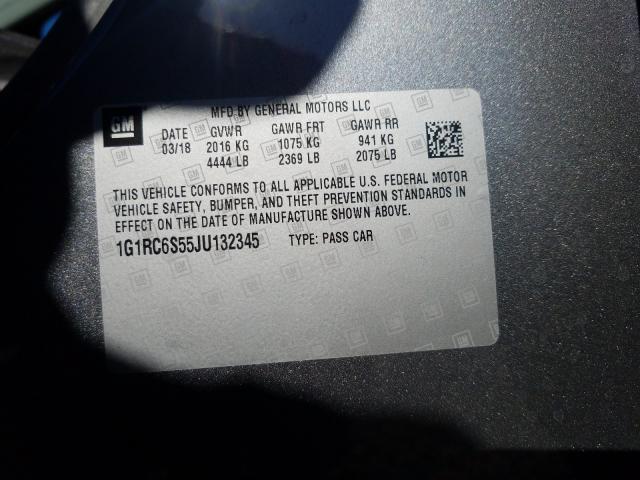 MFD BY GENERAL MOTORS LLC
GM DATE GVWR GAWR FRT GAWR RR
03/18 2016 KG 1075 KG 941 KG
4444 LB 2369 LB 2075 LB
THIS VEHICLE CONFORMS TO ALL APPLICABLE U.S. FEDERAL MOTOR
VEHICLE SAFETY, BUMPER, AND THEFT PREVENTION STANDARDS IN
EFFECT ON THE DATE OF MANUFACTURE SHOWN ABOVE.
1G1RC6S55JU132345 TYPE: PASS CAR